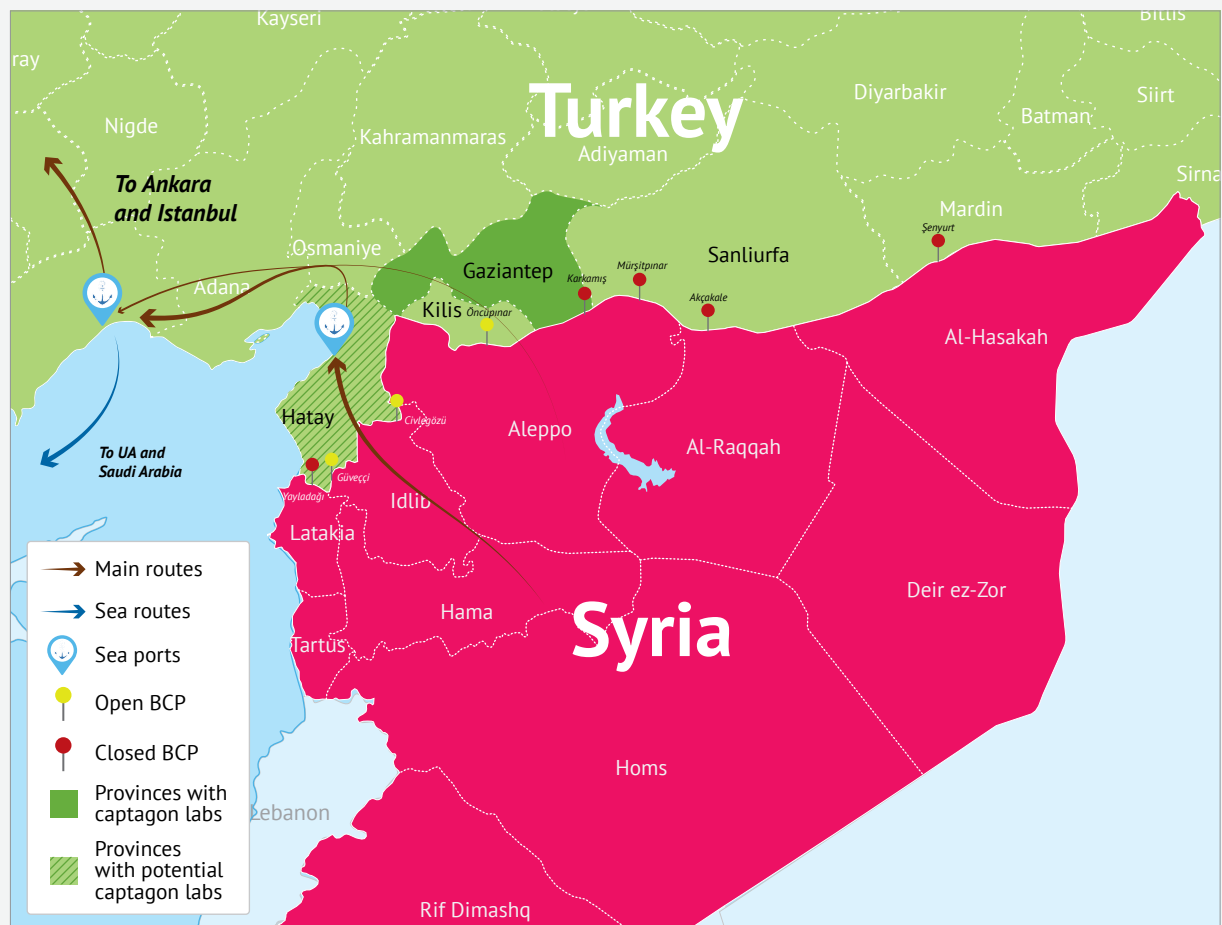 Kayseri
Bitlis
ray
Turkey
Diyarbakir
Siirt
Nigde
Batman
Kahramanmaras
Adiyaman
Sirna
To Ankara
and Istanbul
Mardin
Şenyurt
Osmaniye
Sanliurfa
Gaziantep
Mürşitpınar
Karkamış
Adana
Akçakale
Kilis
Öncüpınar
Al-Hasakah
Hatay
Civlegözü
Aleppo
Al-Raqqah
To UA and
Saudi Arabia
Güveççi
Yayladağı
Idlib
Latakia
Deir ez-Zor
Hama
Syria
Tartus
Homs
Lebanon
Rif Dimashq
Main routes
Sea routes
Sea ports
Open BCP
Closed BCP
Provinces with
captagon labs
Provinces
with potential
captagon labs